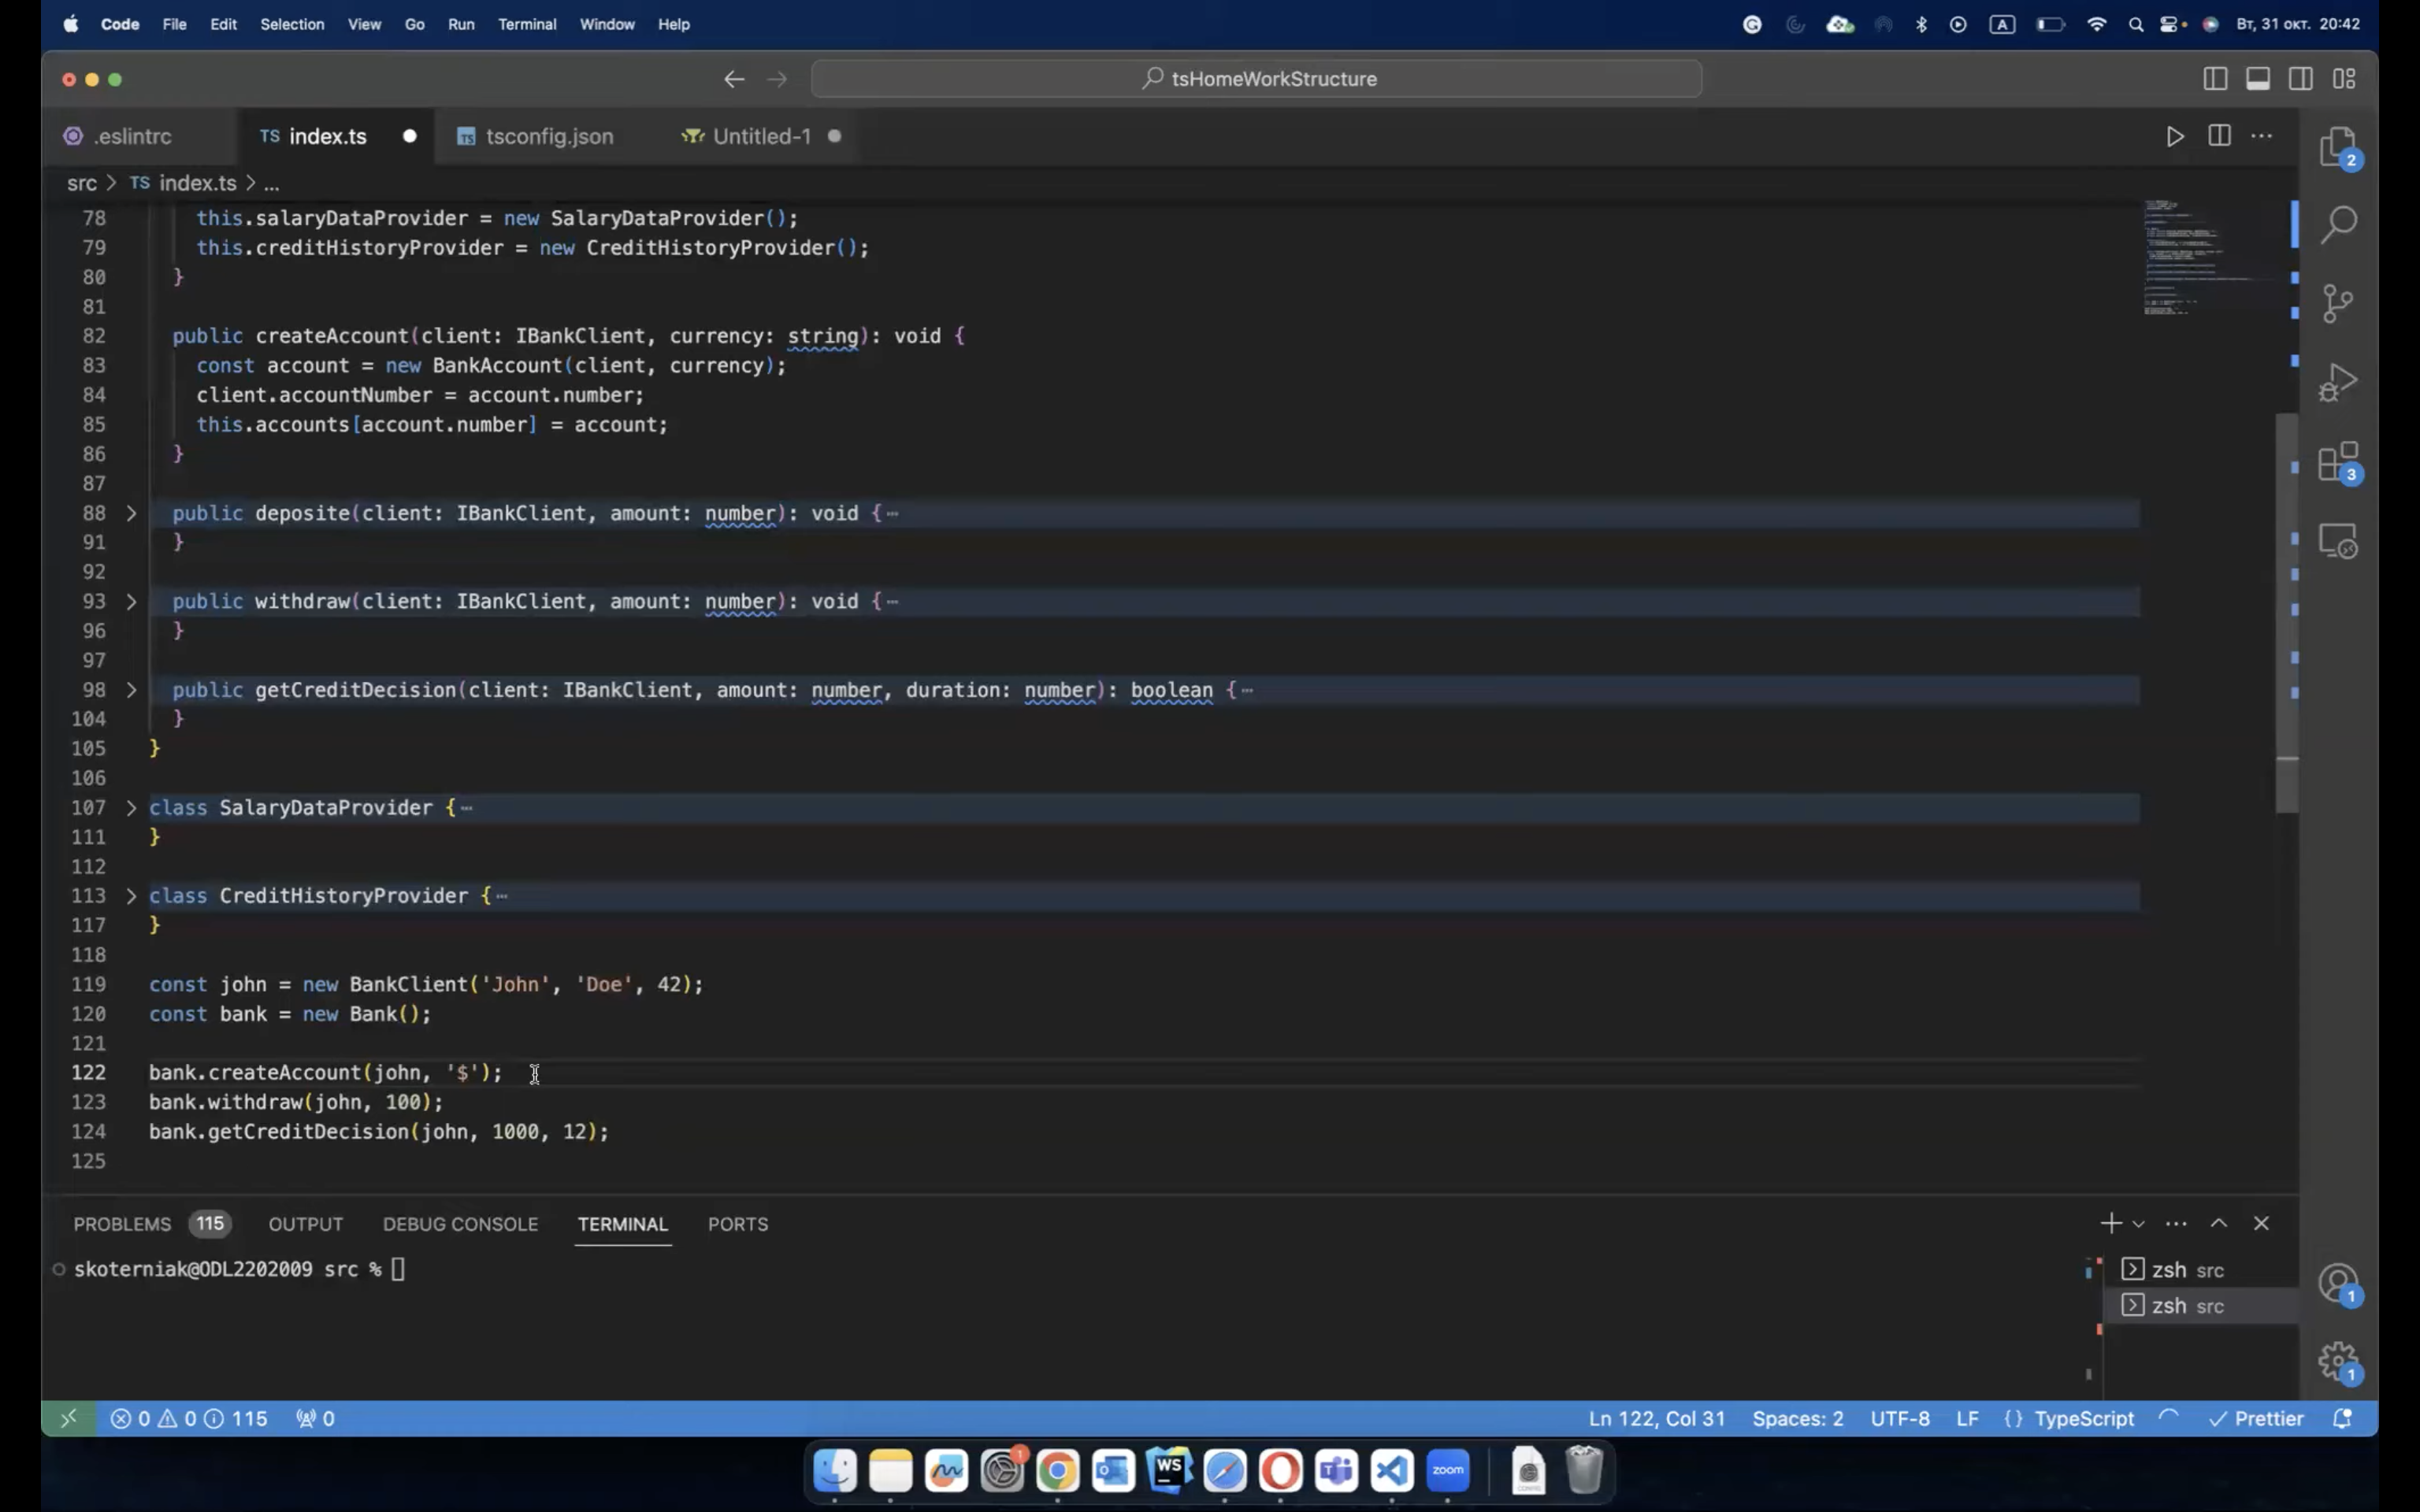 Code File Edit Selection View Go Run Terminal Window Help A Вт, 31 окт. 20:42
tsHomeWorkStructure
.eslintrc TS index.ts TS tsconfig.json Untitled-1
src > TS index.ts > ...
2
78 this.salaryDataProvider = new SalaryDataProvider();
79 this.creditHistoryProvider = new CreditHistoryProvider();
80 }
81
82 public createAccount(client: IBankClient, currency: string): void {
83 const account = new BankAccount(client, currency);
84 client.accountNumber = account.number;
85 this.accounts[account.number] = account;
86 }
3
87
88 > public deposite(client: IBankClient, amount: number): void {⋯
91 }
92
93 > public withdraw(client: IBankClient, amount: number): void {⋯
96 }
97
98 > public getCreditDecision(client: IBankClient, amount: number, duration: number): boolean {⋯
104 }
105 }
106
107 > class SalaryDataProvider {⋯
111 }
112
113 > class CreditHistoryProvider {⋯
117 }
118
119 const john = new BankClient('John', 'Doe', 42);
120 const bank = new Bank();
121
122 bank.createAccount(john, '$');
123 bank.withdraw(john, 100);
124 bank.getCreditDecision(john, 1000, 12);
125
PROBLEMS 115 OUTPUT DEBUG CONSOLE TERMINAL PORTS
skoterniak@ODL2202009 src %
zsh src
zsh src
1
1
0 0 115 0 Ln 122, Col 31 Spaces: 2 UTF-8 LF {} TypeScript Prettier
1 WS zoom